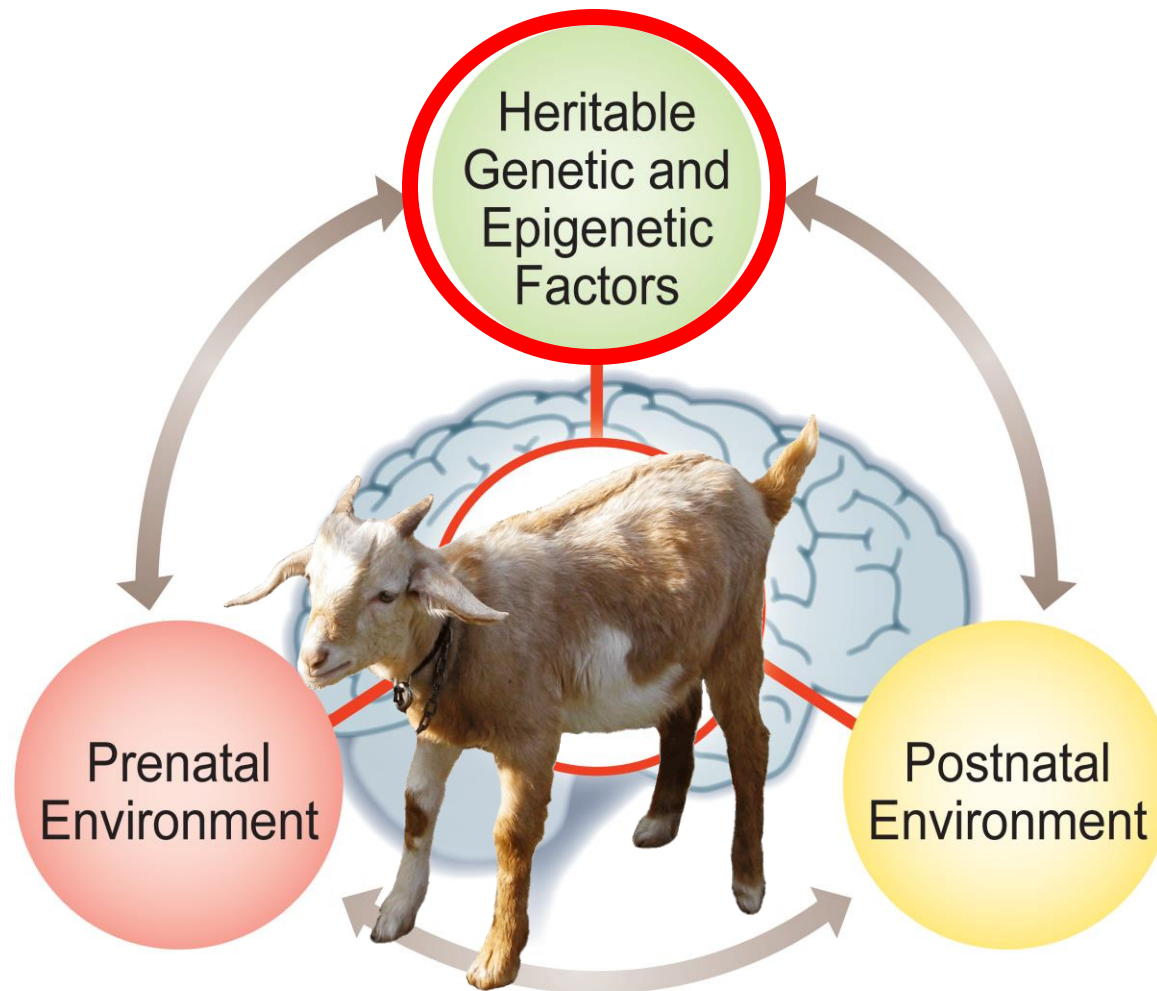 Heritable
Genetic and
Epigenetic
Factors
Prenatal
Environment
Postnatal
Environment